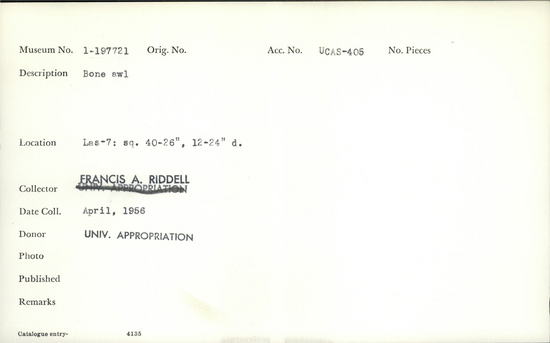 Museum No. 1-197721 Orig. No. Acc. No. UCAS-405 No. Pieces
Description Bone awl
Location Las-7: sq. 40-26", 12-24" d.
FRANCIS A. RIDDELL
Collector UNIV. APPROPRIATION
Date Coll. April, 1956
Donor UNIV. APPROPRIATION
Photo
Published
Remarks
Catalogue entry- 4135